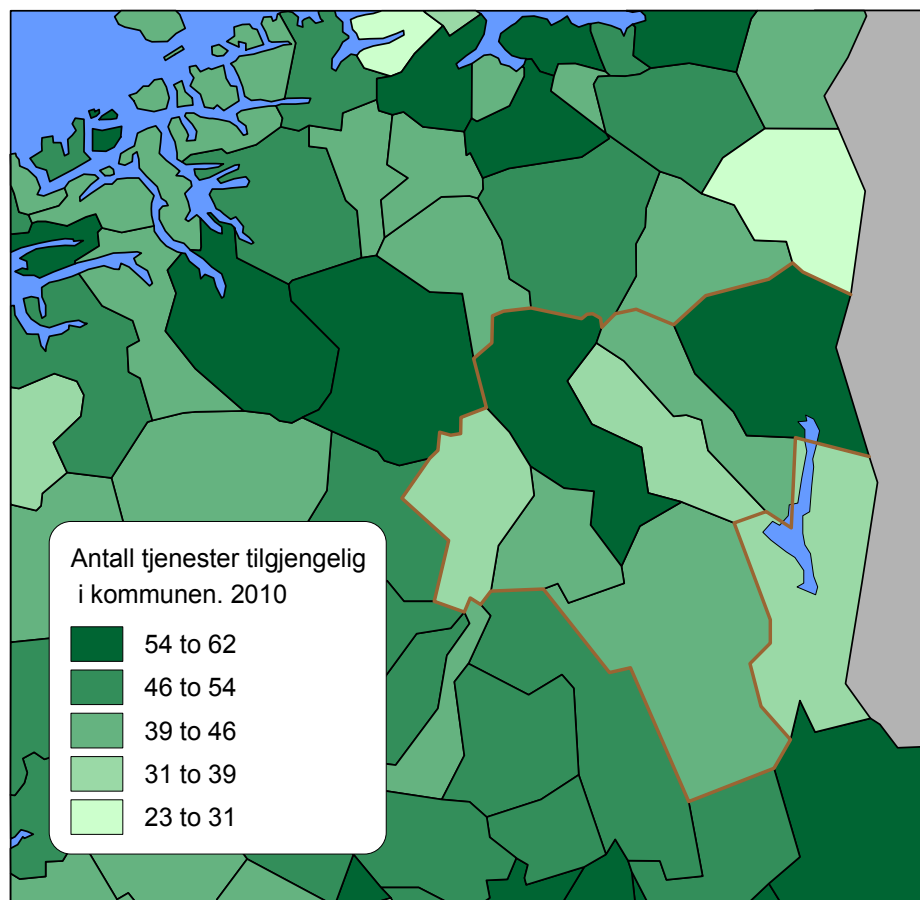 Antall tjenester tilgjengelig
i kommunen. 2010
54 to 62
46 to 54
39 to 46
31 to 39
23 to 31